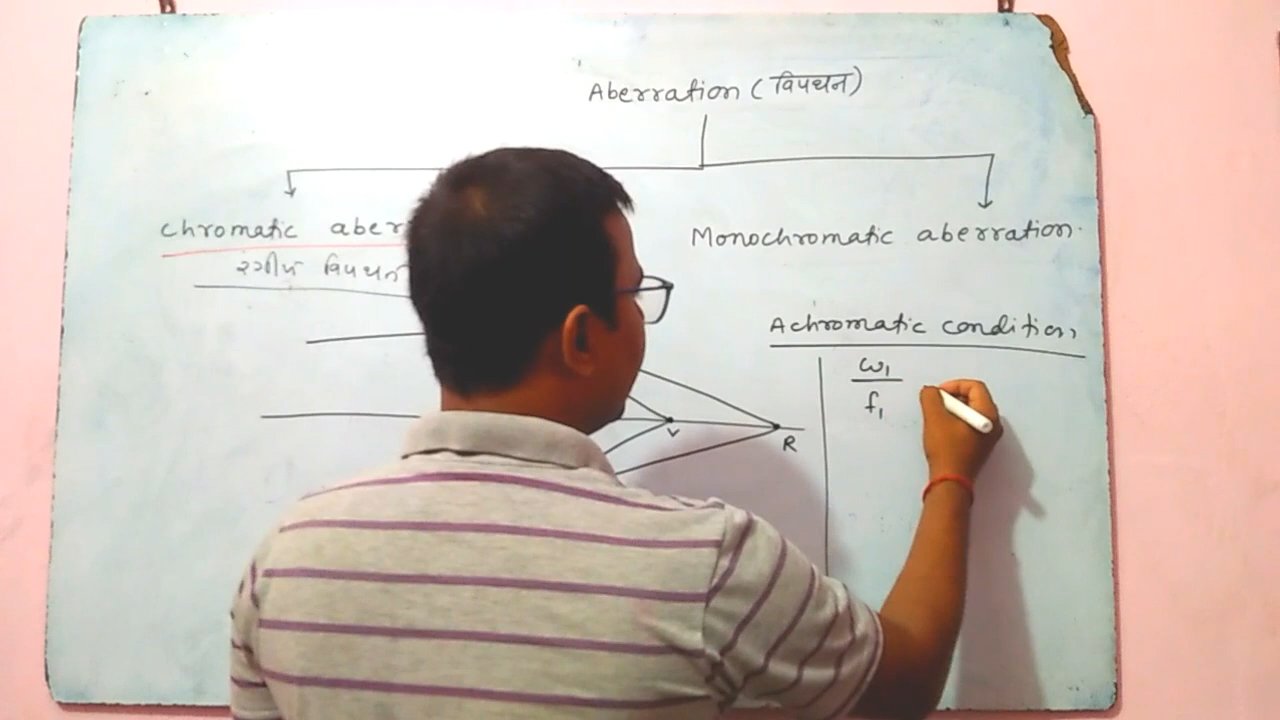 Aberration (विपथन)
chromatic aber
विपथन
Monochromatic aberration.
Achromatic condition,
ω₁
f₁
V
R